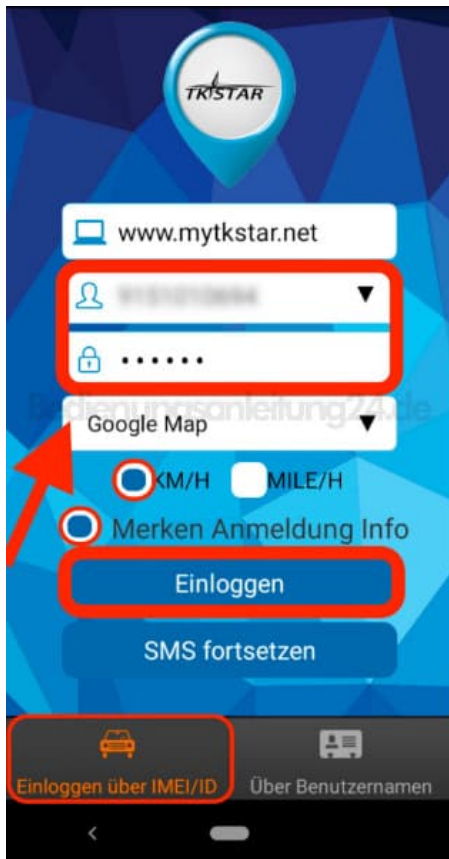 TKSTAR
www.mytkstar.net
Bedienungsanleitung24.de
Google Map
KM/H MILE/H
Merken Anmeldung Info
Einloggen
SMS fortsetzen
Einloggen über IMEI/ID Über Benutzernamen